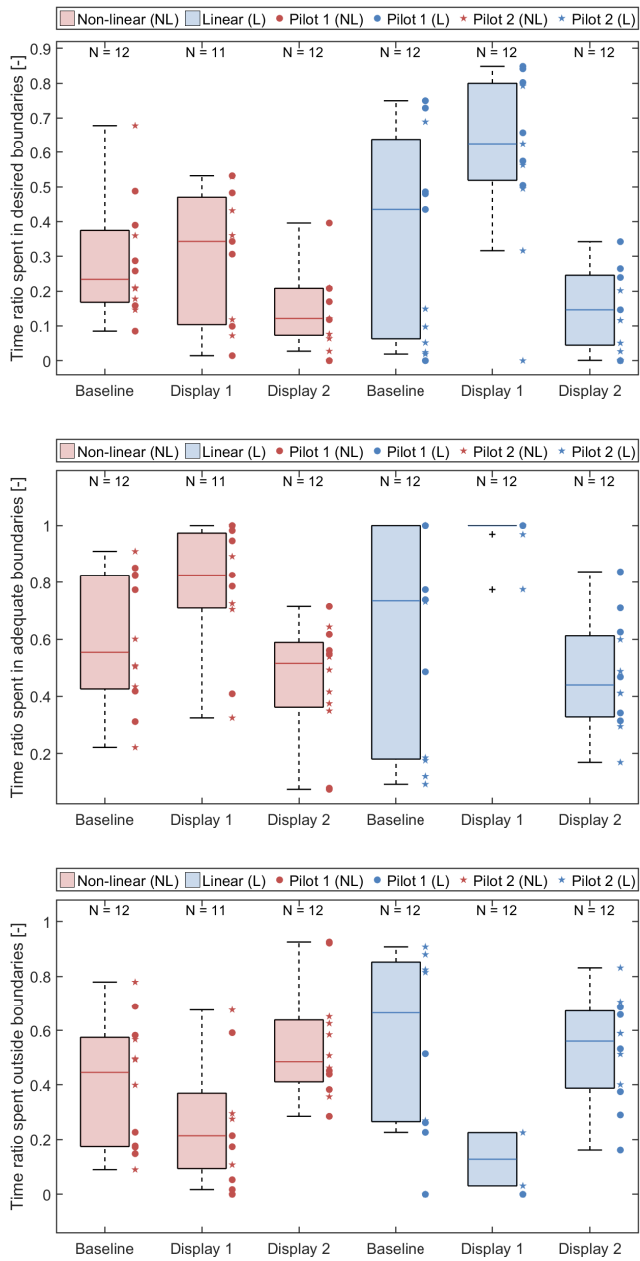 Non-linear (NL) Linear (L) Pilot 1 (NL) Pilot 1 (L) Pilot 2 (NL) Pilot 2 (L)
Time ratio spent in desired boundaries [-]
N = 12 N = 11 N = 12 N = 12 N = 12 N = 12
0.9
0.8
0.7
0.6
0.5
0.4
0.3
0.2
0.1
0
Baseline Display 1 Display 2 Baseline Display 1 Display 2
Non-linear (NL) Linear (L) Pilot 1 (NL) Pilot 1 (L) Pilot 2 (NL) Pilot 2 (L)
Time ratio spent in adequate boundaries [-]
N = 12 N = 11 N = 12 N = 12 N = 12 N = 12
1
0.8
0.6
0.4
0.2
Baseline Display 1 Display 2 Baseline Display 1 Display 2
Non-linear (NL) Linear (L) Pilot 1 (NL) Pilot 1 (L) Pilot 2 (NL) Pilot 2 (L)
Time ratio spent outside boundaries [-]
N = 12 N = 11 N = 12 N = 12 N = 12 N = 12
1
0.8
0.6
0.4
0.2
0
Baseline Display 1 Display 2 Baseline Display 1 Display 2